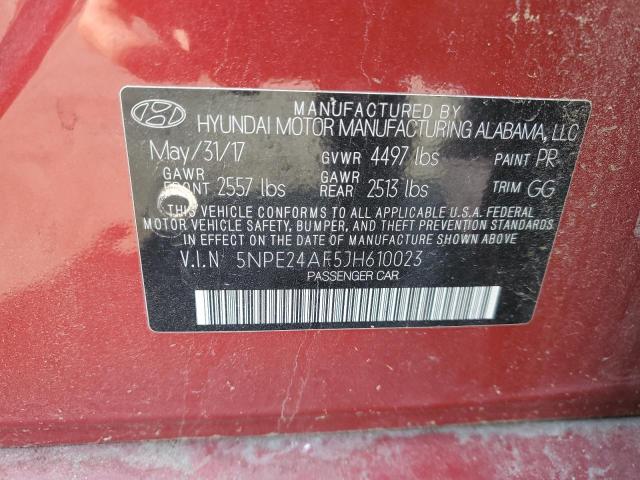 MANUFACTURED BY
HYUNDAI MOTOR MANUFACTURING ALABAMA, LLC
May/31/17 GVWR 4497 lbs PAINT PR
GAWR FRONT 2557 lbs GAWR REAR 2513 lbs TRIM GG
THIS VEHICLE CONFORMS TO ALL APPLICABLE U.S.A. FEDERAL
MOTOR VEHICLE SAFETY, BUMPER, AND THEFT PREVENTION
STANDARDS IN EFFECT ON THE DATE OF MANUFACTURE SHOWN ABOVE.
V.I.N 5NPE24AF5JH610023
PASSENGER CAR